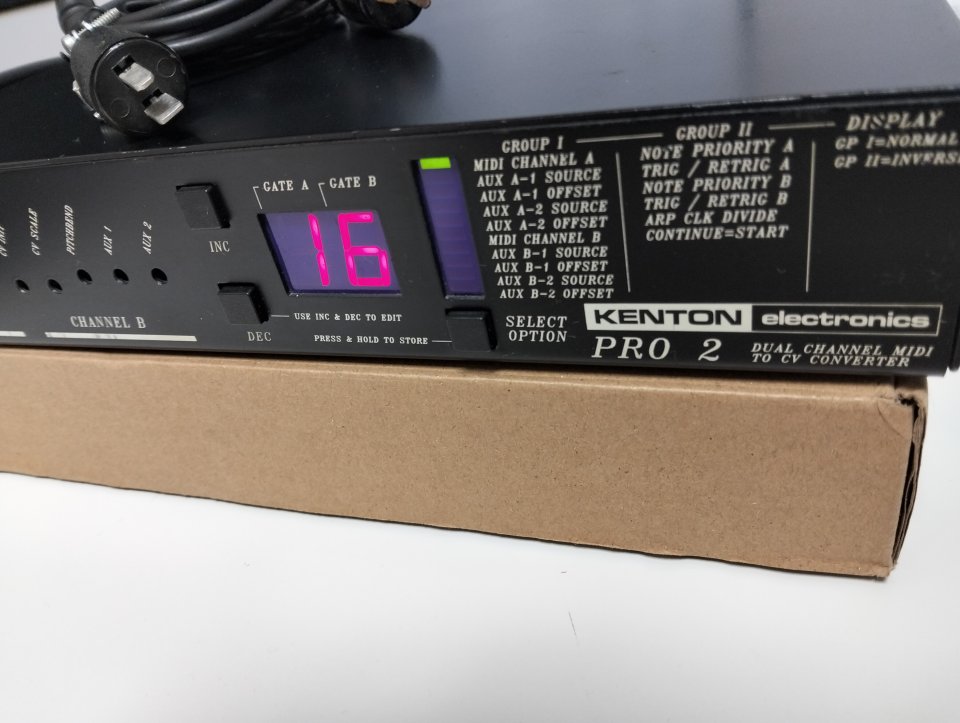 GROUP I
MIDI CHANNEL A
AUX A-1 SOURCE
AUX A-1 OFFSET
AUX A-2 SOURCE
AUX A-2 OFFSET
MIDI CHANNEL B
AUX B-1 SOURCE
AUX B-1 OFFSET
AUX B-2 SOURCE
AUX B-2 OFFSET
GROUP II
NOTE PRIORITY A
TRIG / RETRIG A
NOTE PRIORITY B
TRIG / RETRIG B
ARP CLK DIVIDE
CONTINUE=START
DISPLAY
GP I=NORMAL
GP II=INVERS
GATE A
GATE B
16
INC
DEC
USE INC & DEC TO EDIT
PRESS & HOLD TO STORE
SELECT
OPTION
CV SCALE
PITCHBEND
AUX 1
AUX 2
CHANNEL B
KENTON electronics
PRO 2
DUAL CHANNEL MIDI
TO CV CONVERTER